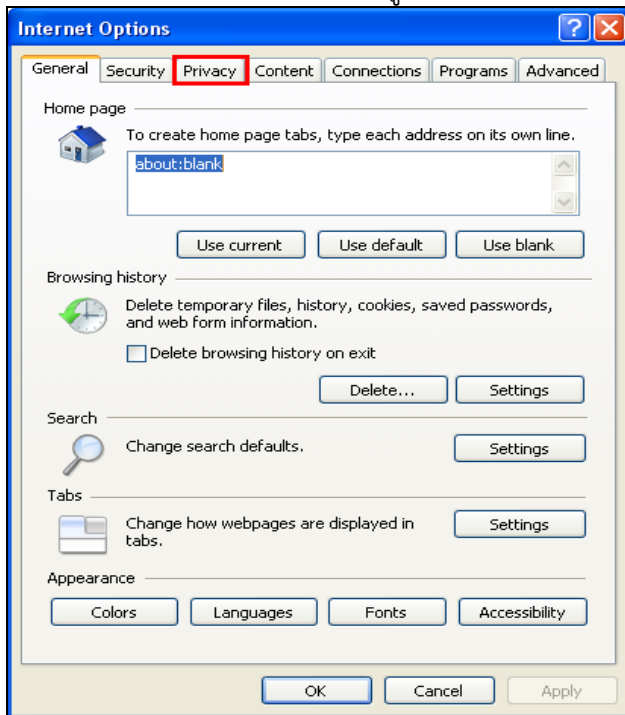 Internet Options
General Security Privacy Content Connections Programs Advanced
Home page
To create home page tabs, type each address on its own line.
about:blank
Use current Use default Use blank
Browsing history
Delete temporary files, history, cookies, saved passwords,
and web form information.
Delete browsing history on exit
Delete... Settings
Search
Change search defaults. Settings
Tabs
Change how webpages are displayed in Settings
tabs.
Appearance
Colors Languages Fonts Accessibility
OK Cancel Apply